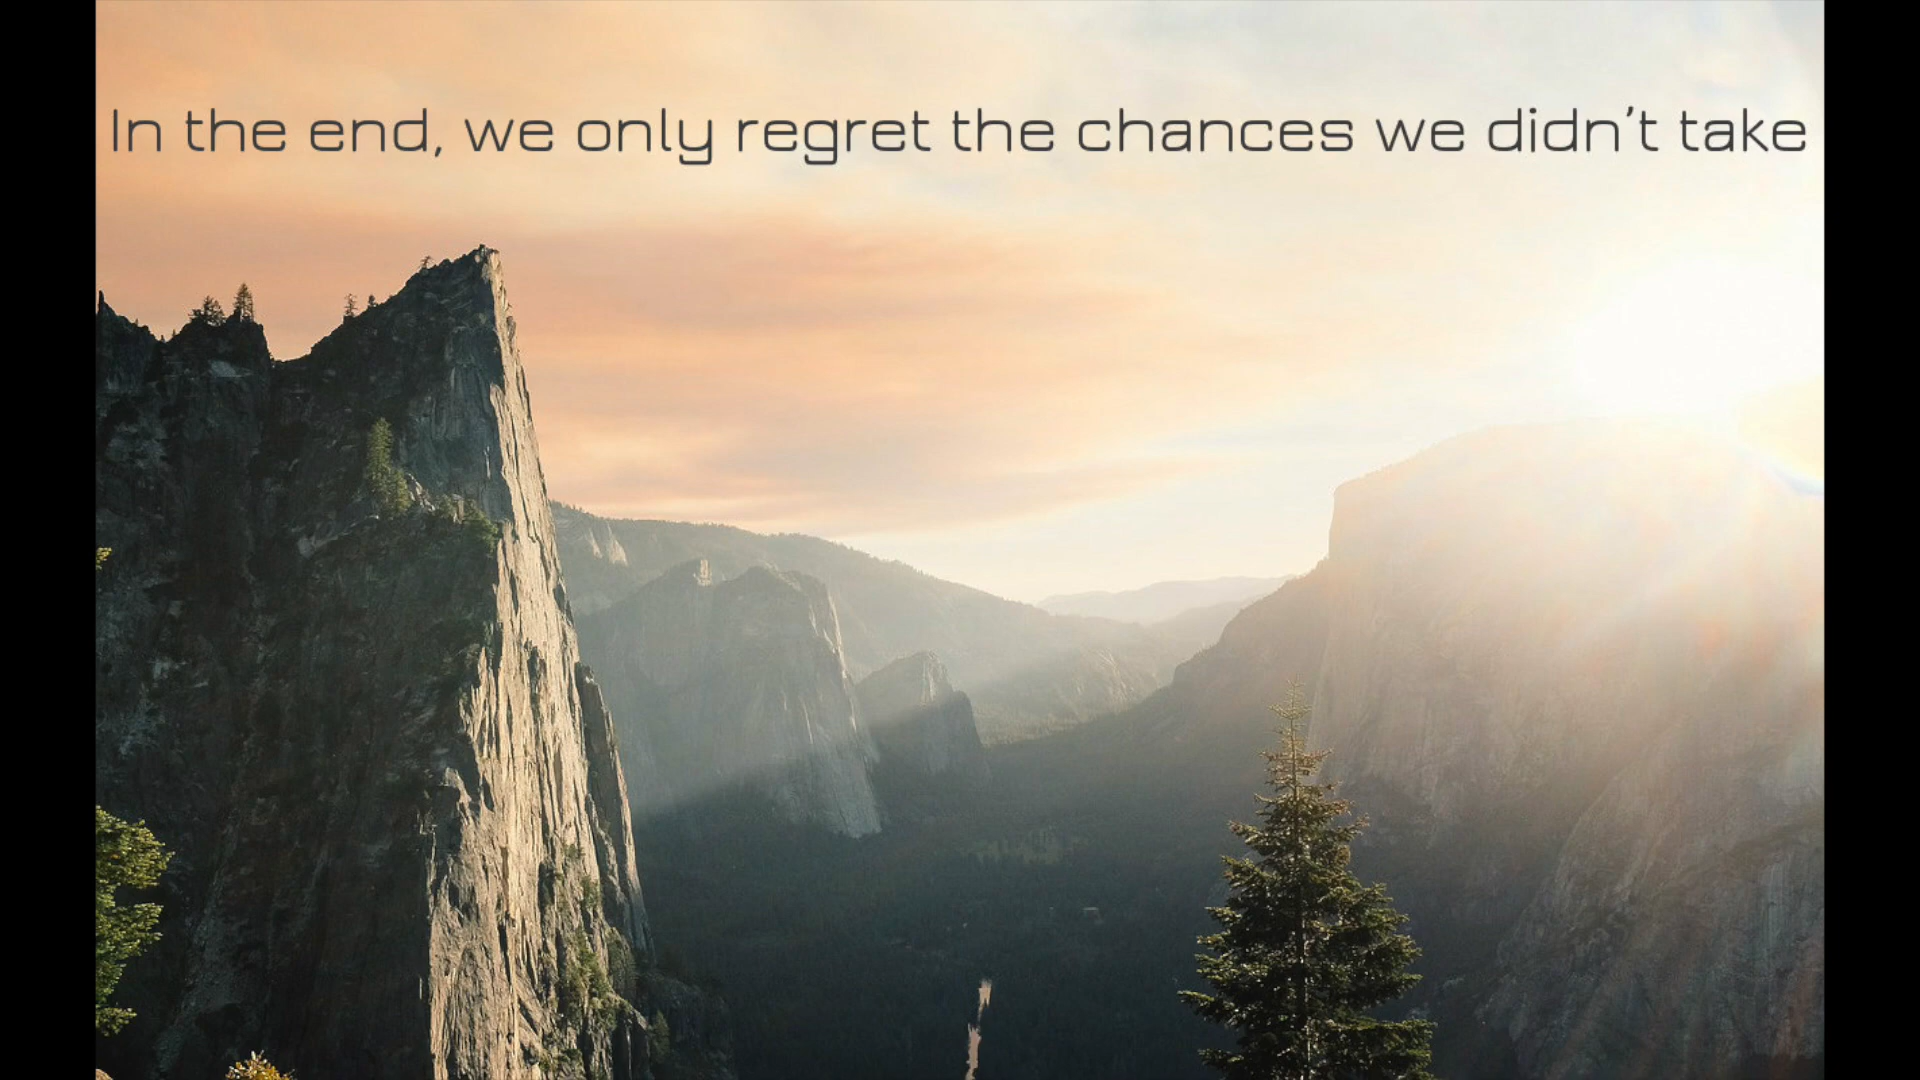 In the end, we only regret the chances we didn’t take